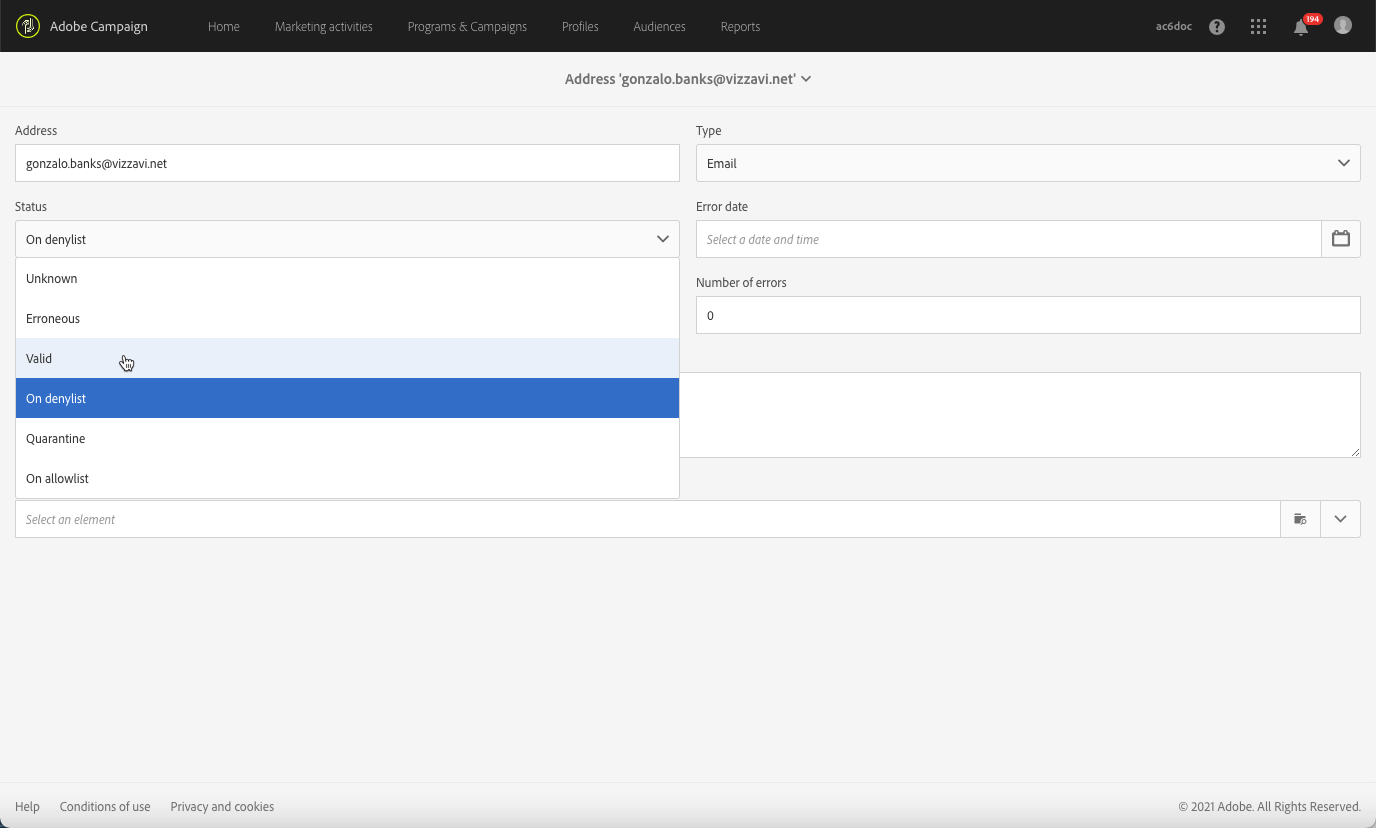 Adobe Campaign Home Marketing activities Programs & Campaigns Profiles Audiences Reports ac6doc 194
Address 'gonzalo.banks@vizzavi.net'
Address Type
gonzalo.banks@vizzavi.net Email
Status Error date
On denylist Select a date and time
Unknown Number of errors
Erroneous 0
Valid
On denylist
Quarantine
On allowlist
Select an element
Help Conditions of use Privacy and cookies © 2021 Adobe. All Rights Reserved.